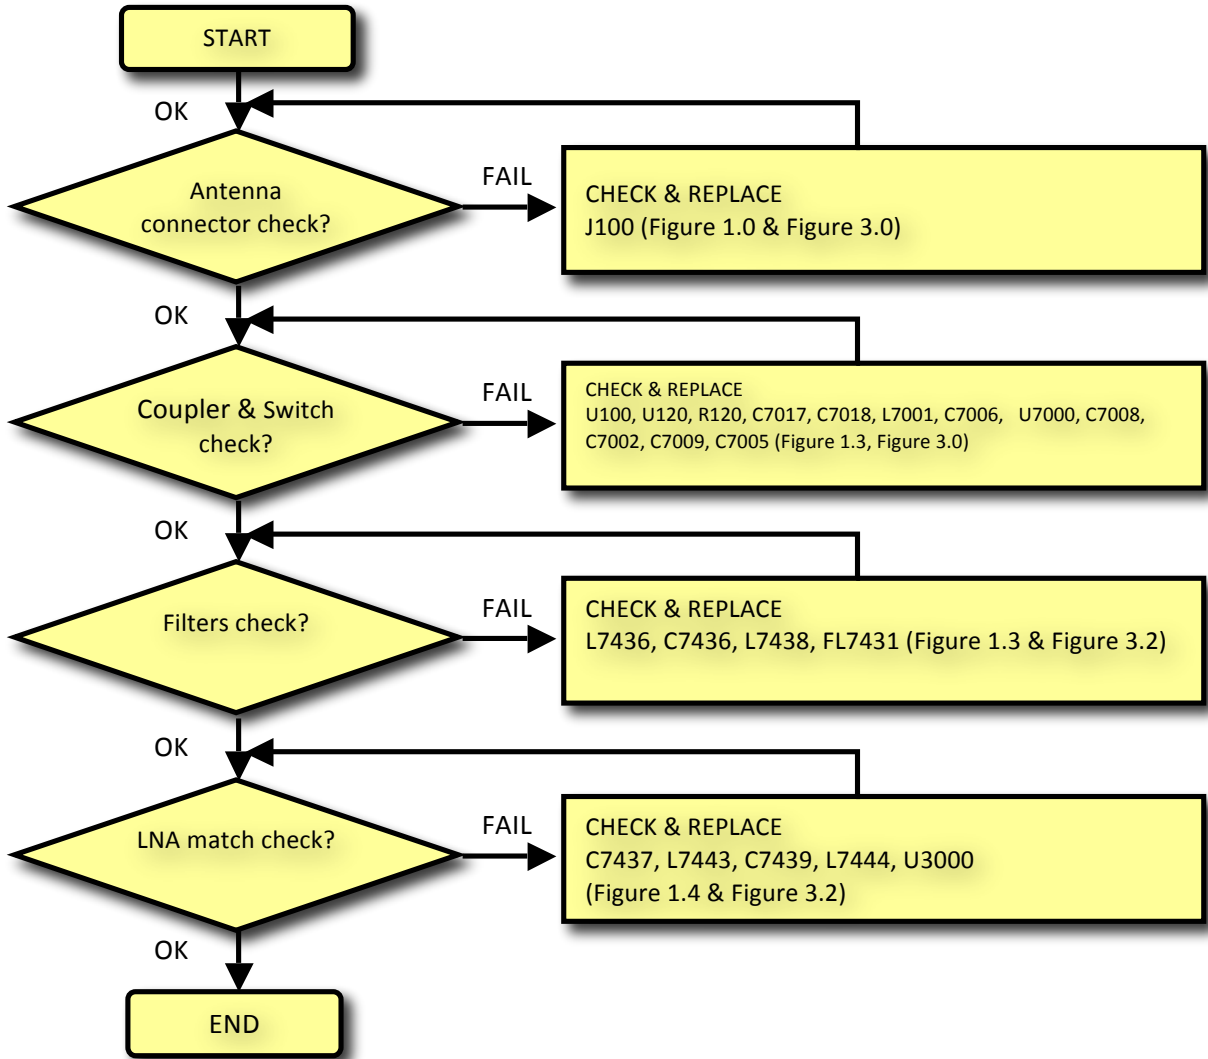 START
OK
Antenna
connector check?
FAIL
CHECK & REPLACE
J100 (Figure 1.0 & Figure 3.0)
OK
Coupler & Switch
check?
FAIL
CHECK & REPLACE
U100, U120, R120, C7017, C7018, L7001, C7006, U7000, C7008,
C7002, C7009, C7005 (Figure 1.3, Figure 3.0)
OK
Filters check?
FAIL
CHECK & REPLACE
L7436, C7436, L7438, FL7431 (Figure 1.3 & Figure 3.2)
OK
LNA match check?
FAIL
CHECK & REPLACE
C7437, L7443, C7439, L7444, U3000
(Figure 1.4 & Figure 3.2)
OK
END